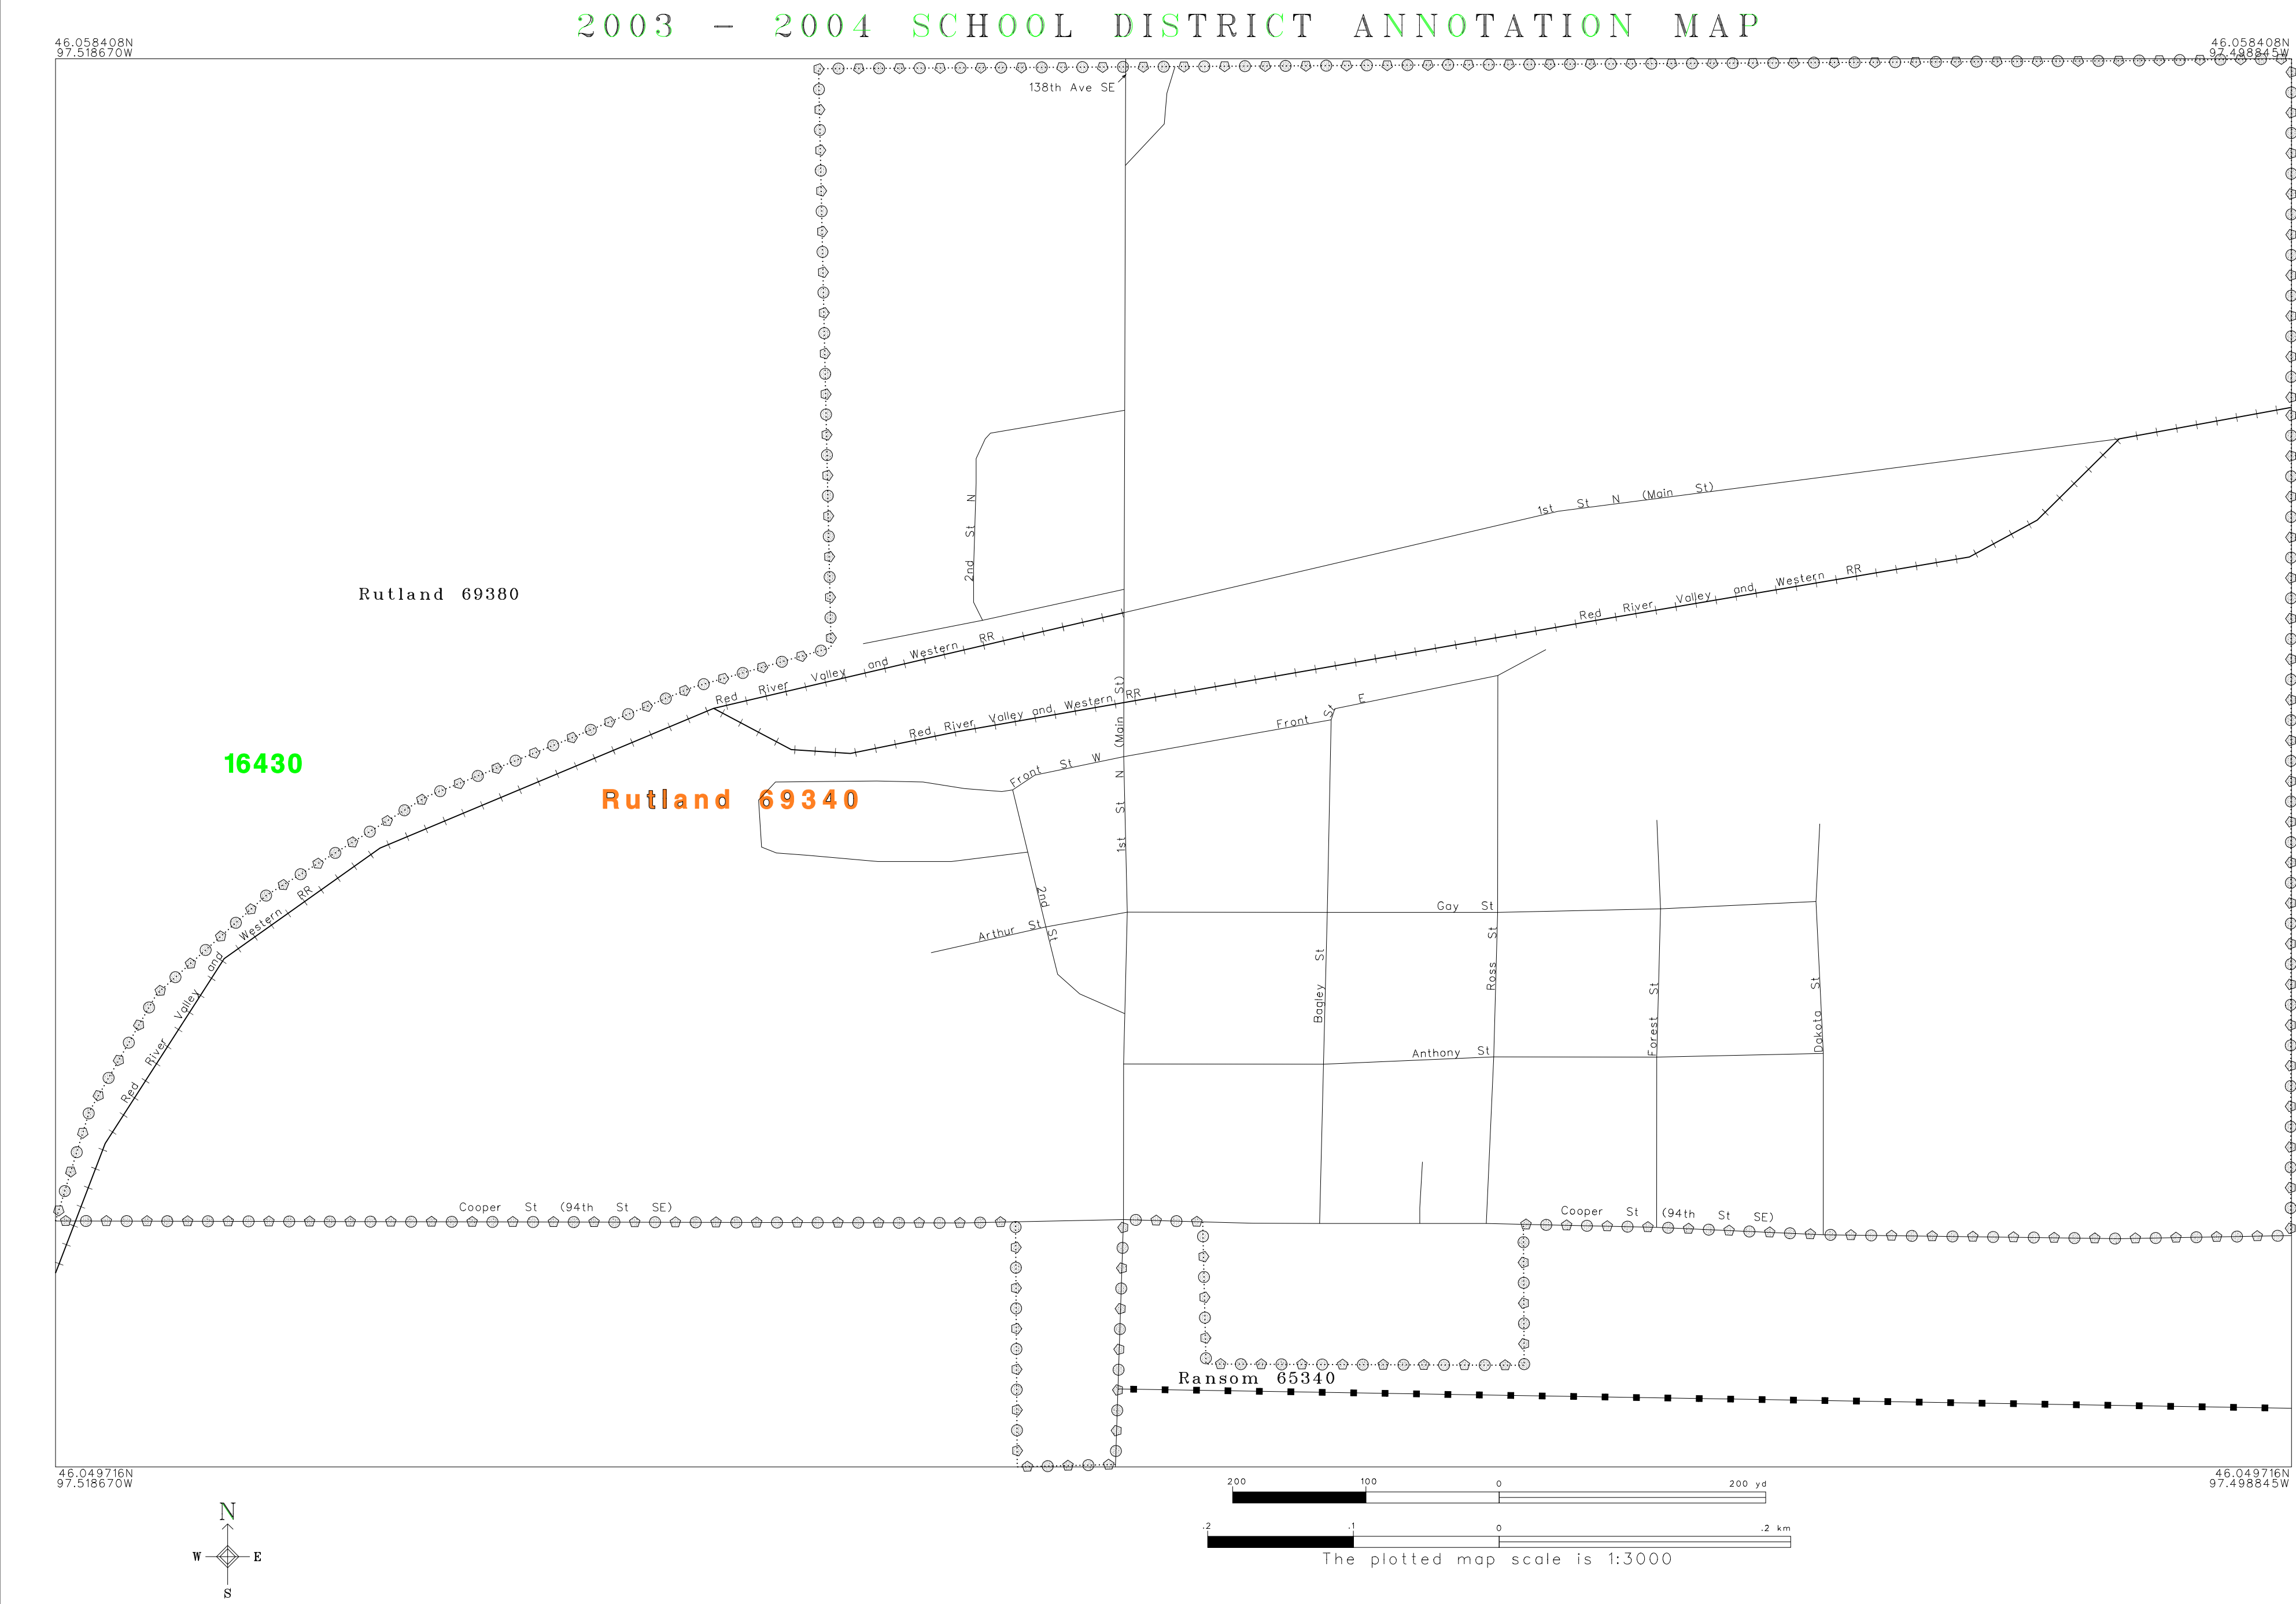 2003 - 2004 SCHOOL DISTRICT ANNOTATION MAP
46.058408N
97.518670W
46.058408N
97.498845W
138th Ave SE
2nd St N
1st St N (Main St)
Rutland 69380
Red River Valley and Western RR
Red River Valley and Western RR
Red River Valley and Western RR
1st St N (Main St)
Front St E
Front St W
16430
Rutland 69340
2nd St
Arthur St
Gay St
Red River Valley and Western RR
Bagley St
Ross St
Forest St
Dakota St
Anthony St
Cooper St (94th St SE)
Cooper St (94th St SE)
Ransom 65340
46.049716N
97.518670W
46.049716N
97.498845W
200 100 0 200 yd
.2 .1 0 .2 km
The plotted map scale is 1:3000
N
W E
S